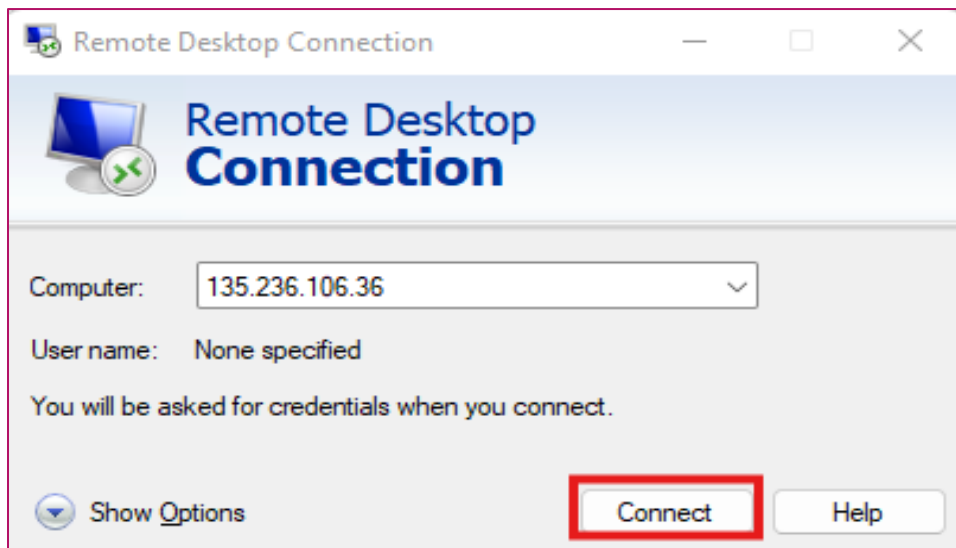 Remote Desktop Connection
Remote Desktop
Connection
Computer: 135.236.106.36
User name: None specified
You will be asked for credentials when you connect.
Show Options Connect Help